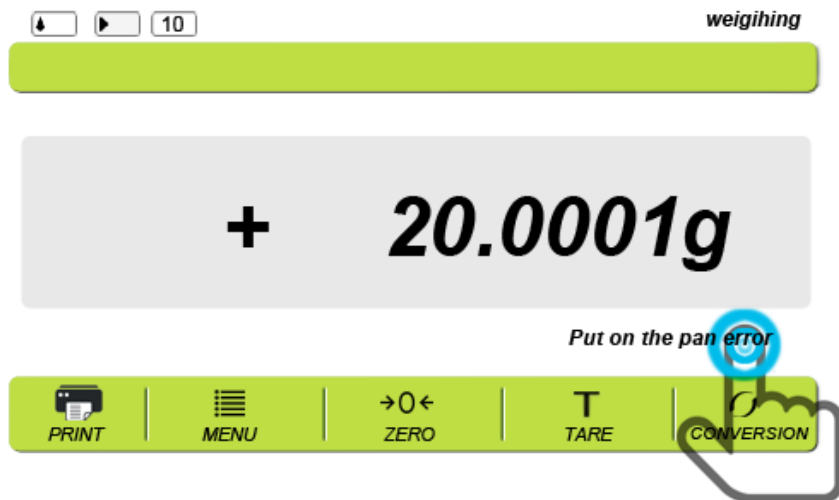 10 weigihing
+ 20.0001g
Put on the pan error
PRINT MENU →0← ZERO T TARE CONVERSION